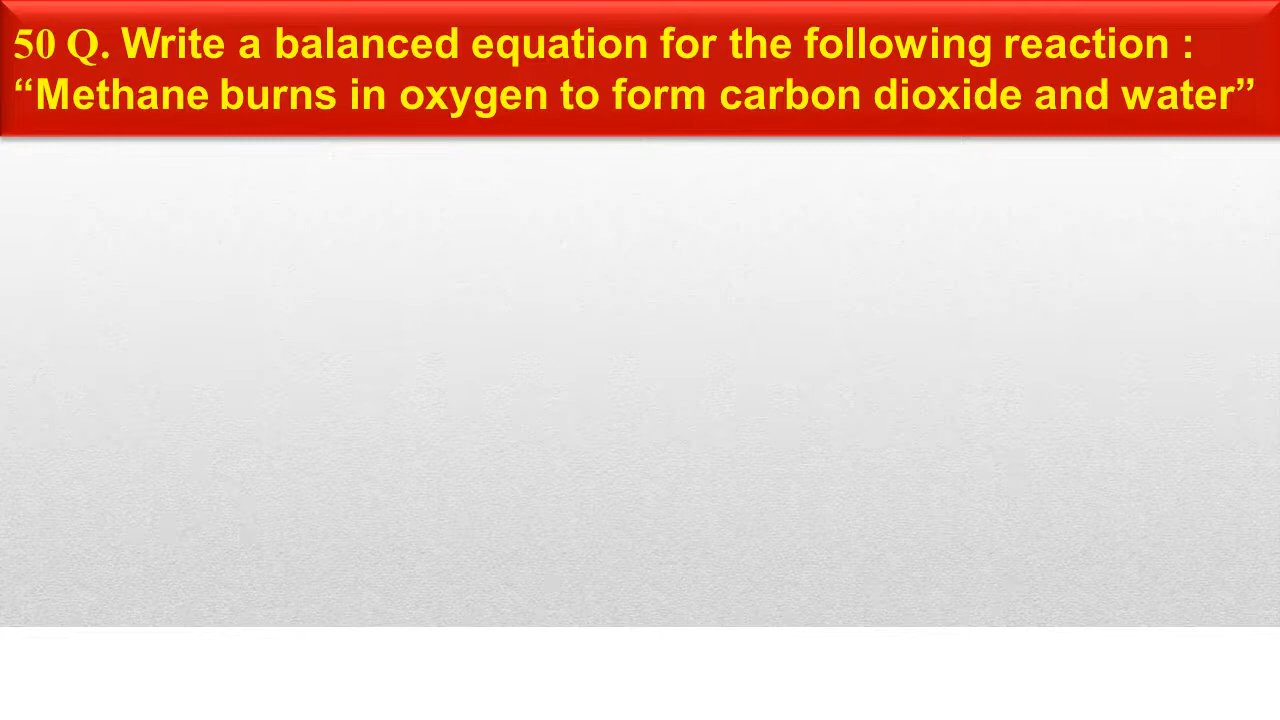 50 Q. Write a balanced equation for the following reaction :
“Methane burns in oxygen to form carbon dioxide and water”